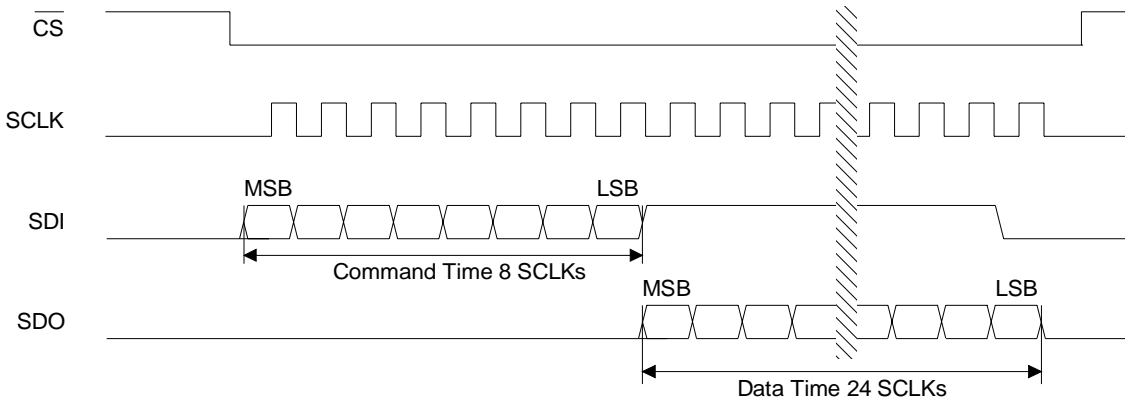 CS
SCLK
MSB LSB
SDI
Command Time 8 SCLKs
MSB LSB
SDO
Data Time 24 SCLKs